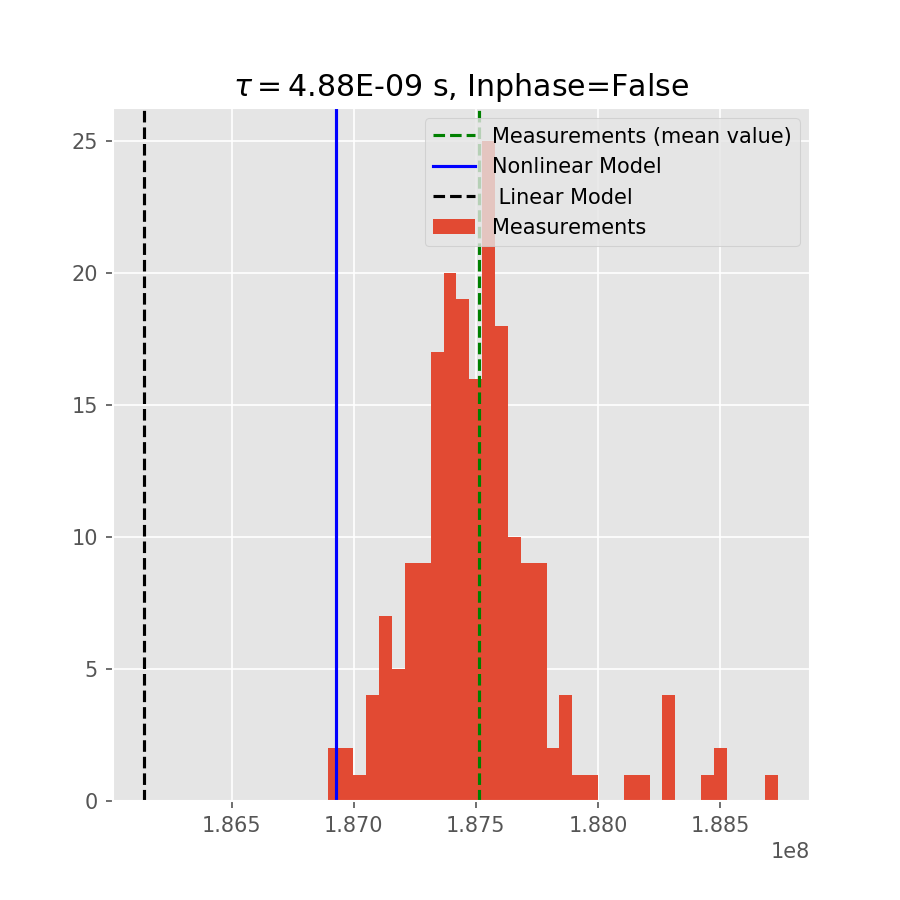 τ = 4.88E-09 s, Inphase=False
25
20
15
10
5
0
Measurements (mean value)
Nonlinear Model
Linear Model
Measurements
1.865 1.870 1.875 1.880 1.885
1e8